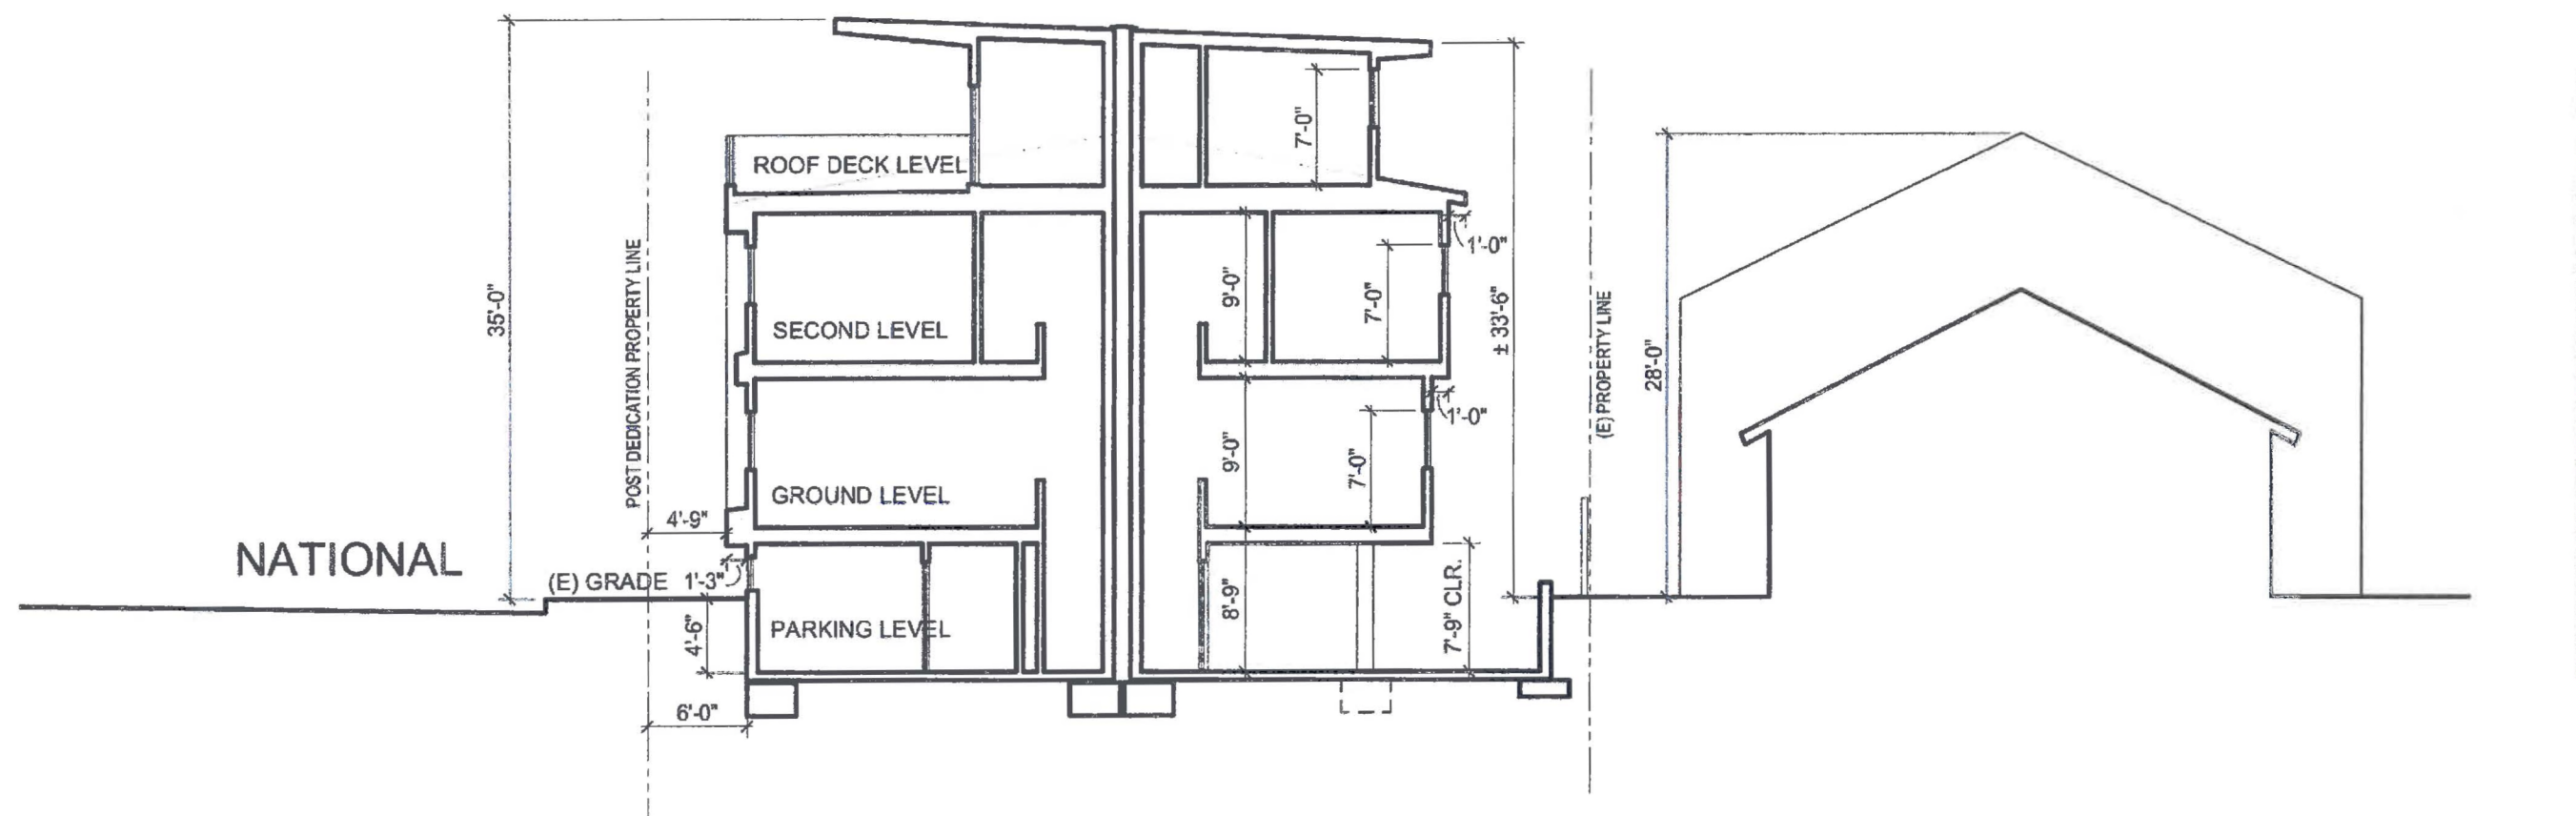 35'-0"
POST DEDICATION PROPERTY LINE
NATIONAL
(E) GRADE
4'-9"
1'-3"
4'-6"
6'-0"
ROOF DECK LEVEL
SECOND LEVEL
GROUND LEVEL
PARKING LEVEL
7'-0"
9'-0"
7'-0"
1'-0"
9'-0"
7'-0"
1'-0"
8'-9"
7'-9" CLR.
± 33'-6"
(E) PROPERTY LINE
28'-0"